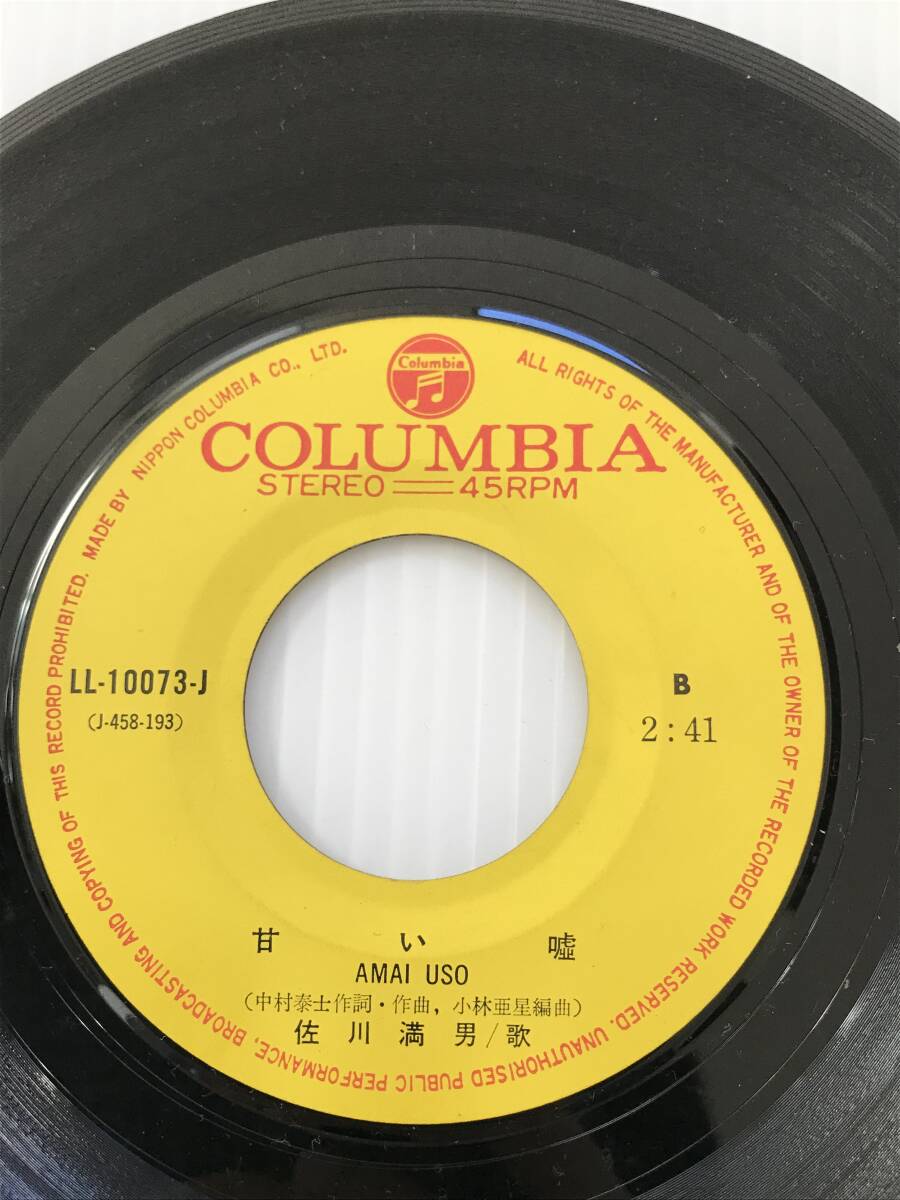 Columbia
COLUMBIA
STEREO 45RPM
LL-10073-J
(J-458-193)
B
2:41
甘い嘘
AMAI USO
(中村泰士作詞・作曲, 小林亜星編曲)
佐川満男/歌
ALL RIGHTS OF THE MANUFACTURER AND OF THE OWNER OF THE RECORDED WORK RESERVED. UNAUTHORISED PUBLIC PERFORMANCE, BROADCASTING AND COPYING OF THIS RECORD PROHIBITED. MADE BY NIPPON COLUMBIA CO., LTD.